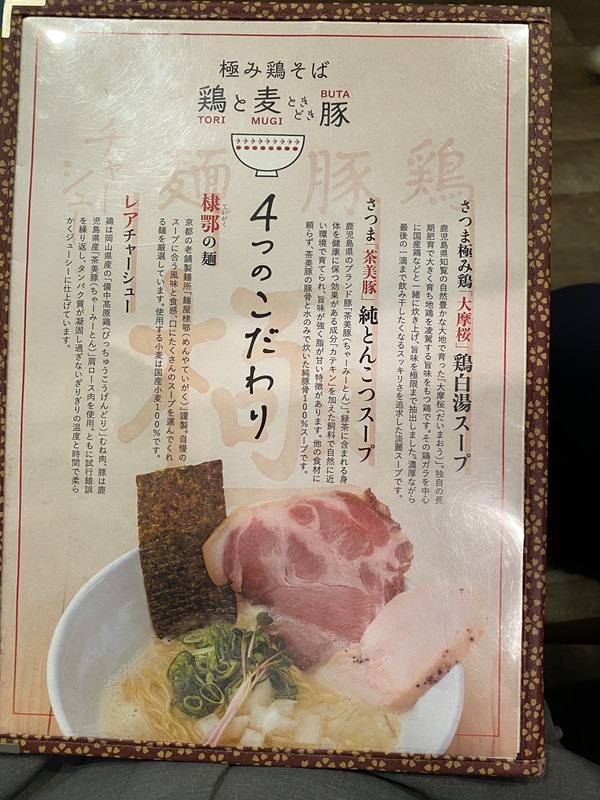 極み鶏そば
鶏と麦ときどき豚
TORI MUGI BUTA
鶏
豚
麺
チャーシュー
4つのこだわり
さつま極み鶏「大摩桜」鶏白湯スープ
鹿児島県知覧の自然豊かな大地で育った「大摩桜(だいまおう)」。独自の長
期肥育で大きく育ち地鶏を凌駕する旨味をもつ鶏です。その鶏ガラを中心
に国産鶏などと一緒に炊き上げ、旨味を極限まで抽出しました。濃厚ながら
最後の一滴まで飲み干したくなるスッキリさを追求した淡麗スープです。
さつま「茶美豚」純とんこつスープ
鹿児島県のブランド豚「茶美豚(ちゃーみーとん)」。緑茶に含まれる身
体を健康に保つ効果がある成分「カテキン」を加えた飼料で自然に近
い環境で育てられ、旨味が強く脂が甘い特徴があります。他の食材に
頼らず、茶美豚の豚骨と水のみで炊いた純豚骨100%スープです。
棣鄂の麺
ていがく
京都の老舗製麺所「麺屋棣鄂(めんやていがく)」謹製。自慢の
スープに合う風味と食感、口にたくさんのスープを運んでくれ
る麺を厳選しています。使用する小麦は国産小麦100%です。
レアチャーシュー
鶏は岡山県産の「備中高原鶏(びっちゅうこうげんどり)」むね肉、豚は鹿
児島県産「茶美豚(ちゃーみーとん)」肩ロース肉を使用。ともに試行錯誤
を繰り返し、タンパク質が凝固し過ぎないぎりぎりの温度と時間で柔ら
かくジューシーに仕上げています。